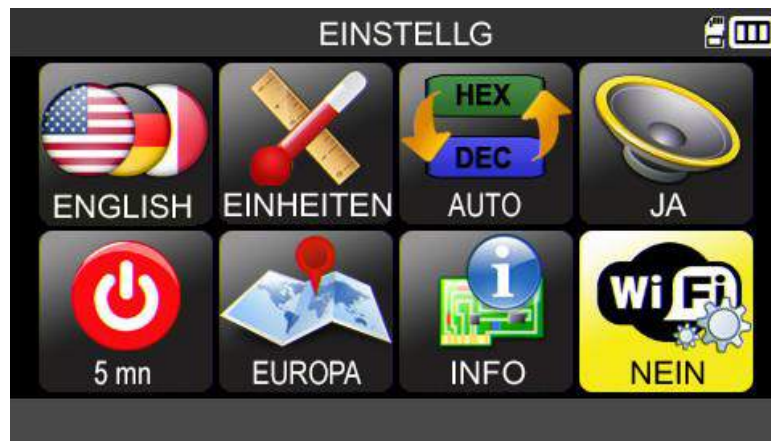 EINSTELLG
HEX
DEC
ENGLISH
EINHEITEN
AUTO
JA
i
Wi Fi
5 mn
EUROPA
INFO
NEIN